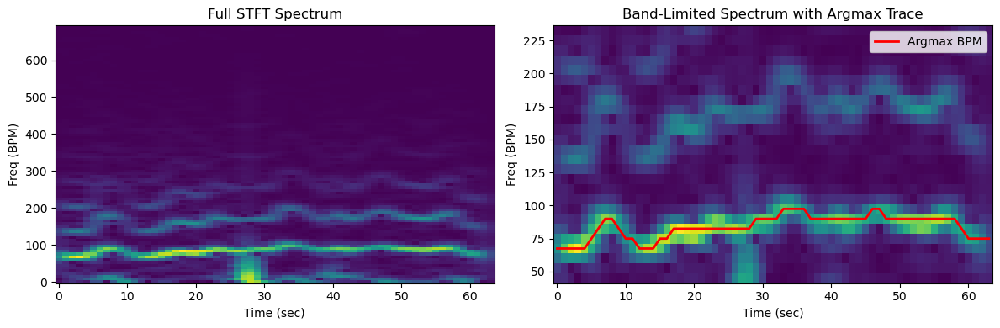 Full STFT Spectrum
Freq (BPM)
600
500
400
300
200
100
0
0 10 20 30 40 50 60
Time (sec)
Band-Limited Spectrum with Argmax Trace
Argmax BPM
Freq (BPM)
225
200
175
150
125
100
75
50
0 10 20 30 40 50 60
Time (sec)